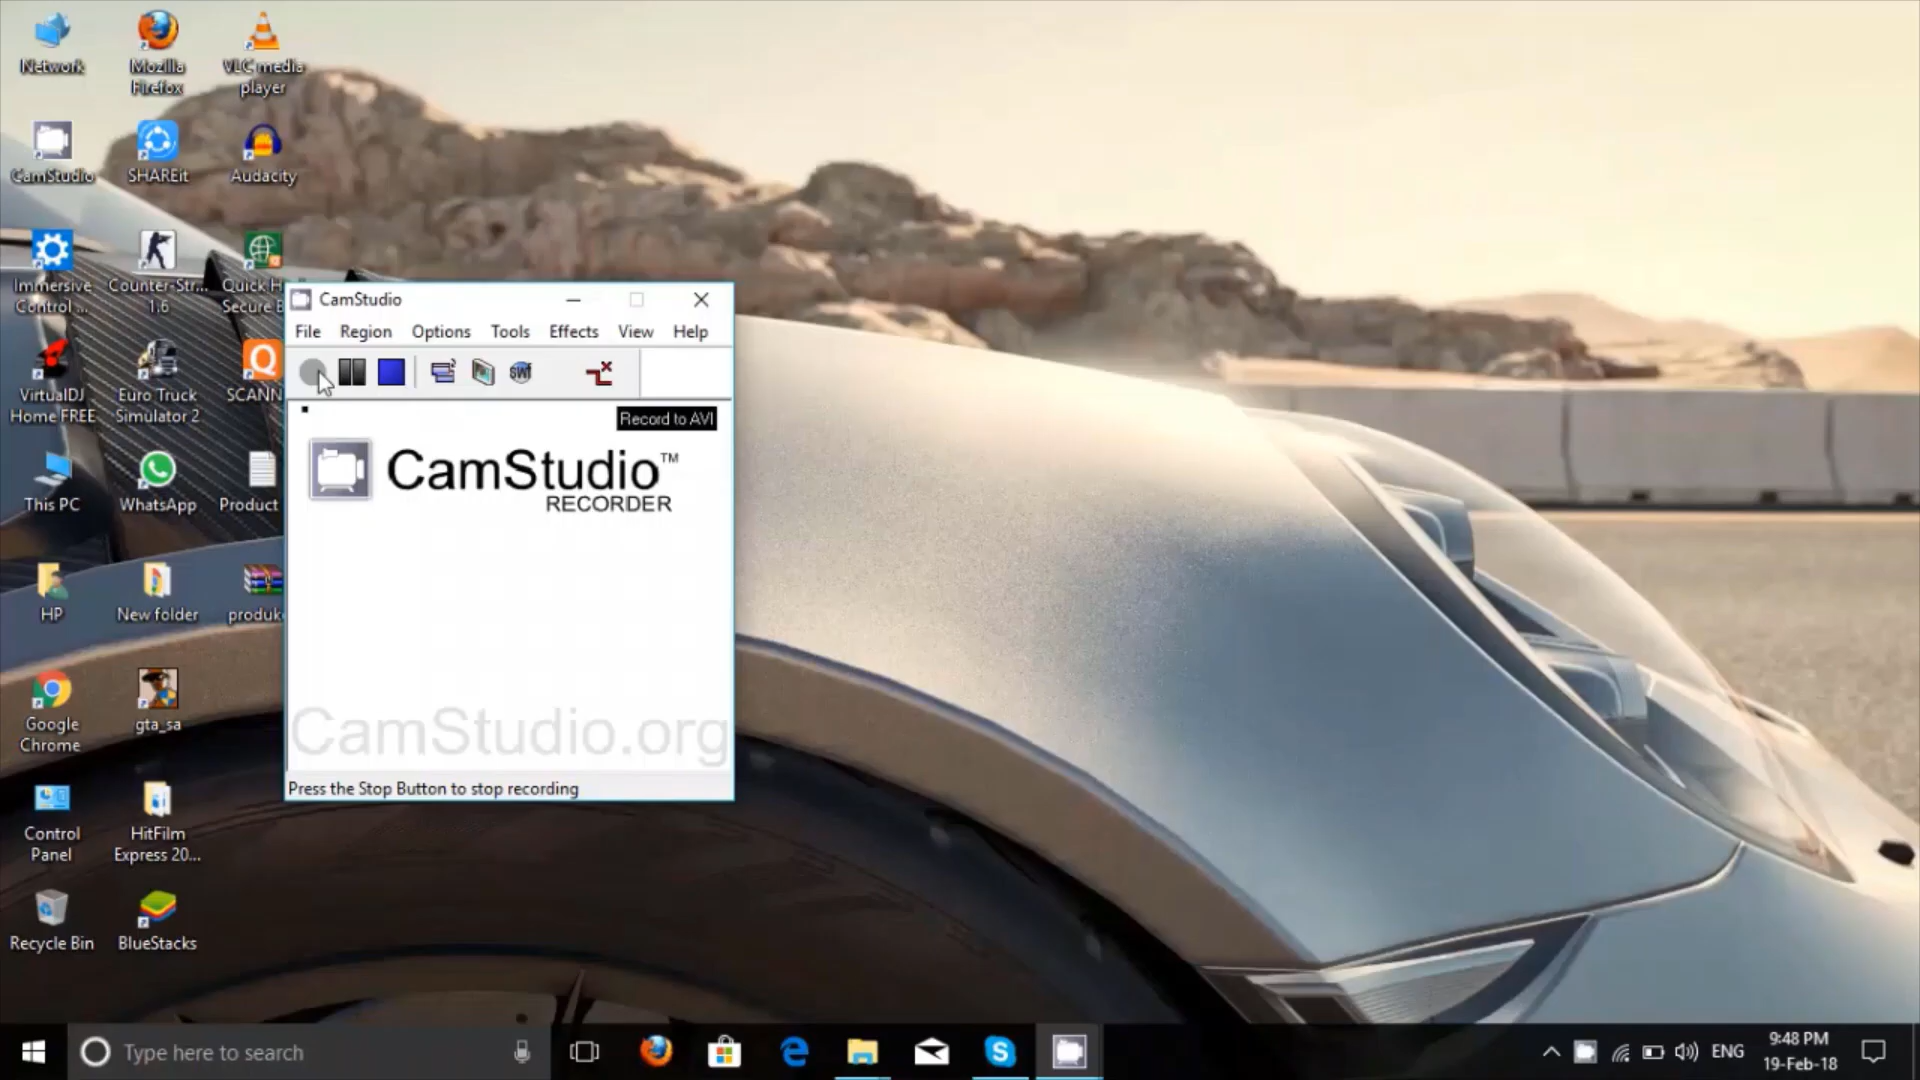 Network
Mozilla
Firefox
VLC media
player
CamStudio
SHAREit
Audacity
Immersive
Control ...
Counter-Str...
1.6
Quick H
Secure B
VirtualDJ
Home FREE
Euro Truck
Simulator 2
SCANN
This PC
WhatsApp
Product
HP
New folder
produk
Google
Chrome
gta_sa
Control
Panel
HitFilm
Express 20...
Recycle Bin
BlueStacks
CamStudio
File Region Options Tools Effects View Help
SWF
Record to AVI
CamStudio™
RECORDER
CamStudio.org
Press the Stop Button to stop recording
Type here to search
ENG
9:48 PM
19-Feb-18